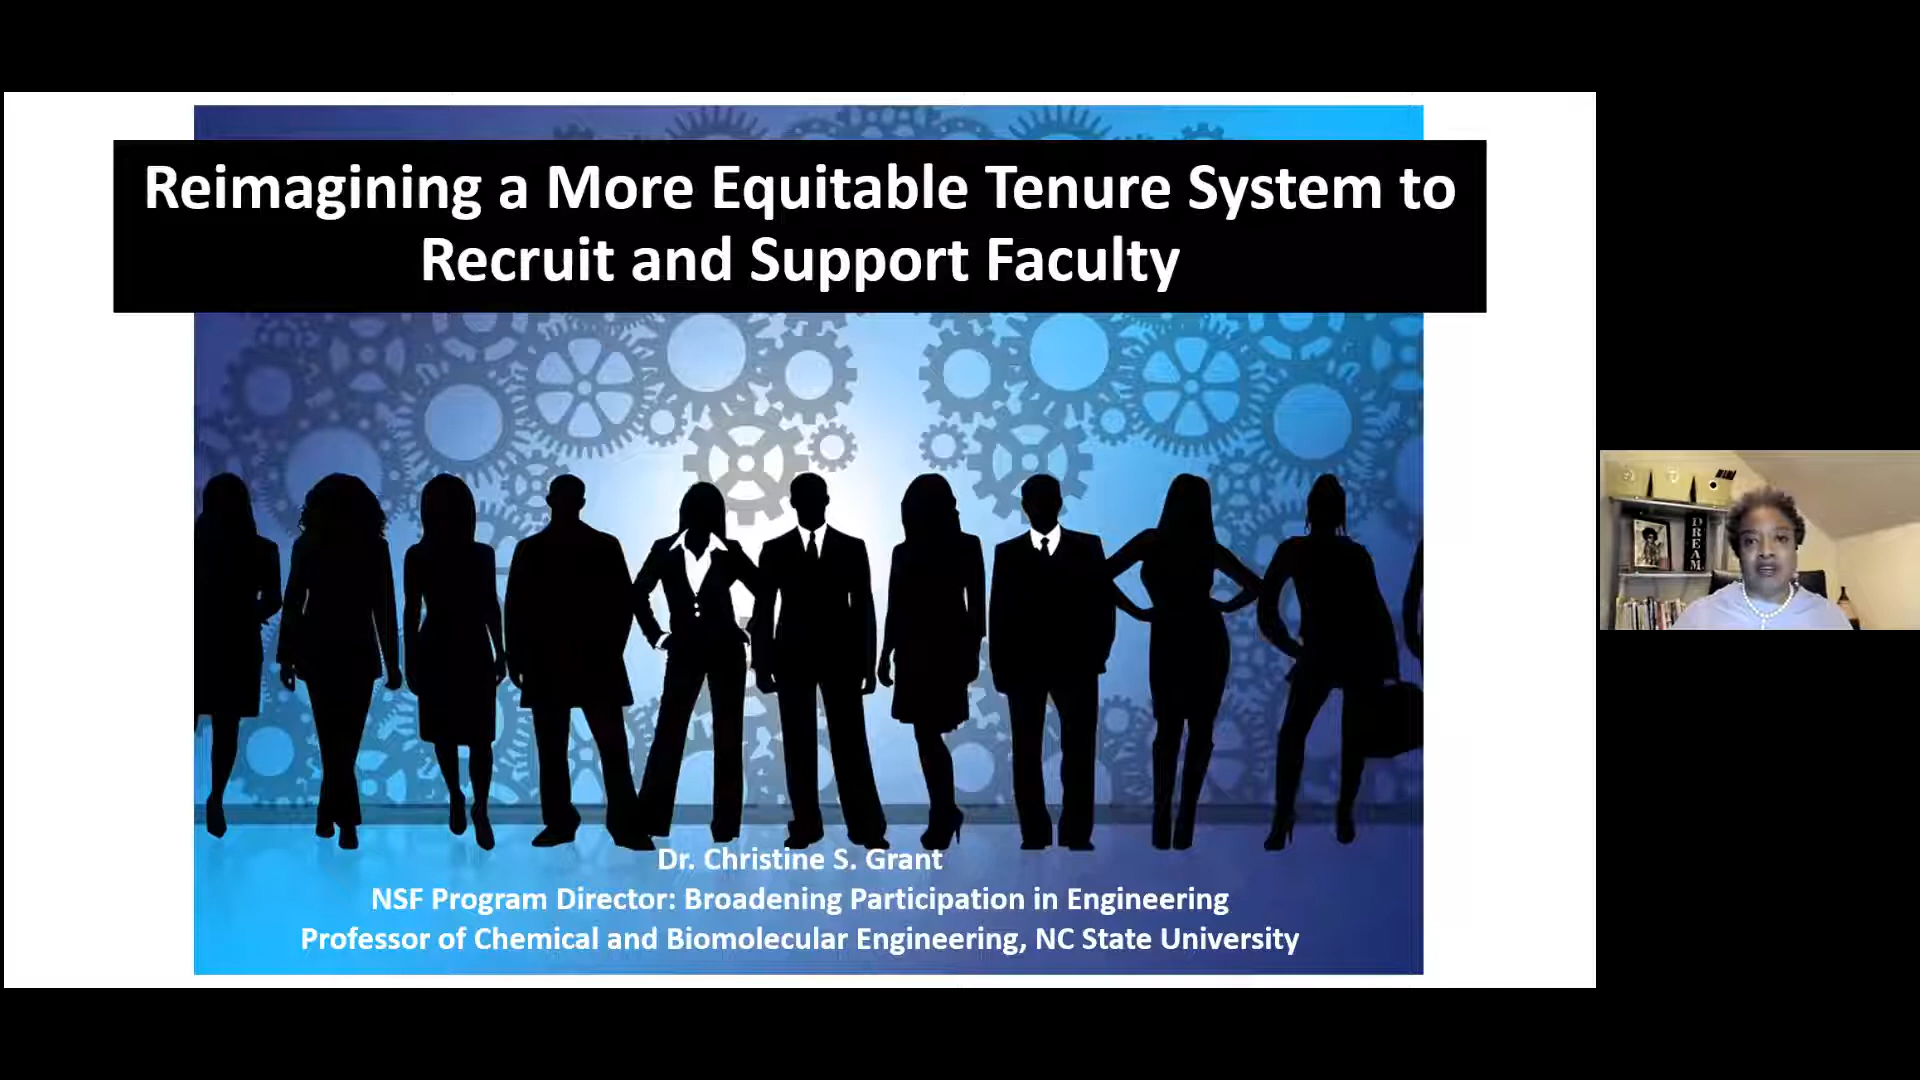 Reimagining a More Equitable Tenure System to
Recruit and Support Faculty
Dr. Christine S. Grant
NSF Program Director: Broadening Participation in Engineering
Professor of Chemical and Biomolecular Engineering, NC State University
DREAM